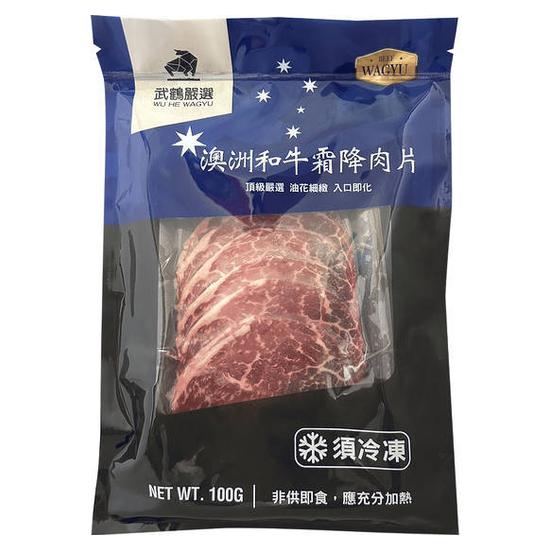 武鶴嚴選
WU HE WAGYU
BEEF
WAGYU
澳洲和牛霜降肉片
頂級嚴選 油花細緻 入口即化
須冷凍
NET WT. 100G
非供即食，應充分加熱